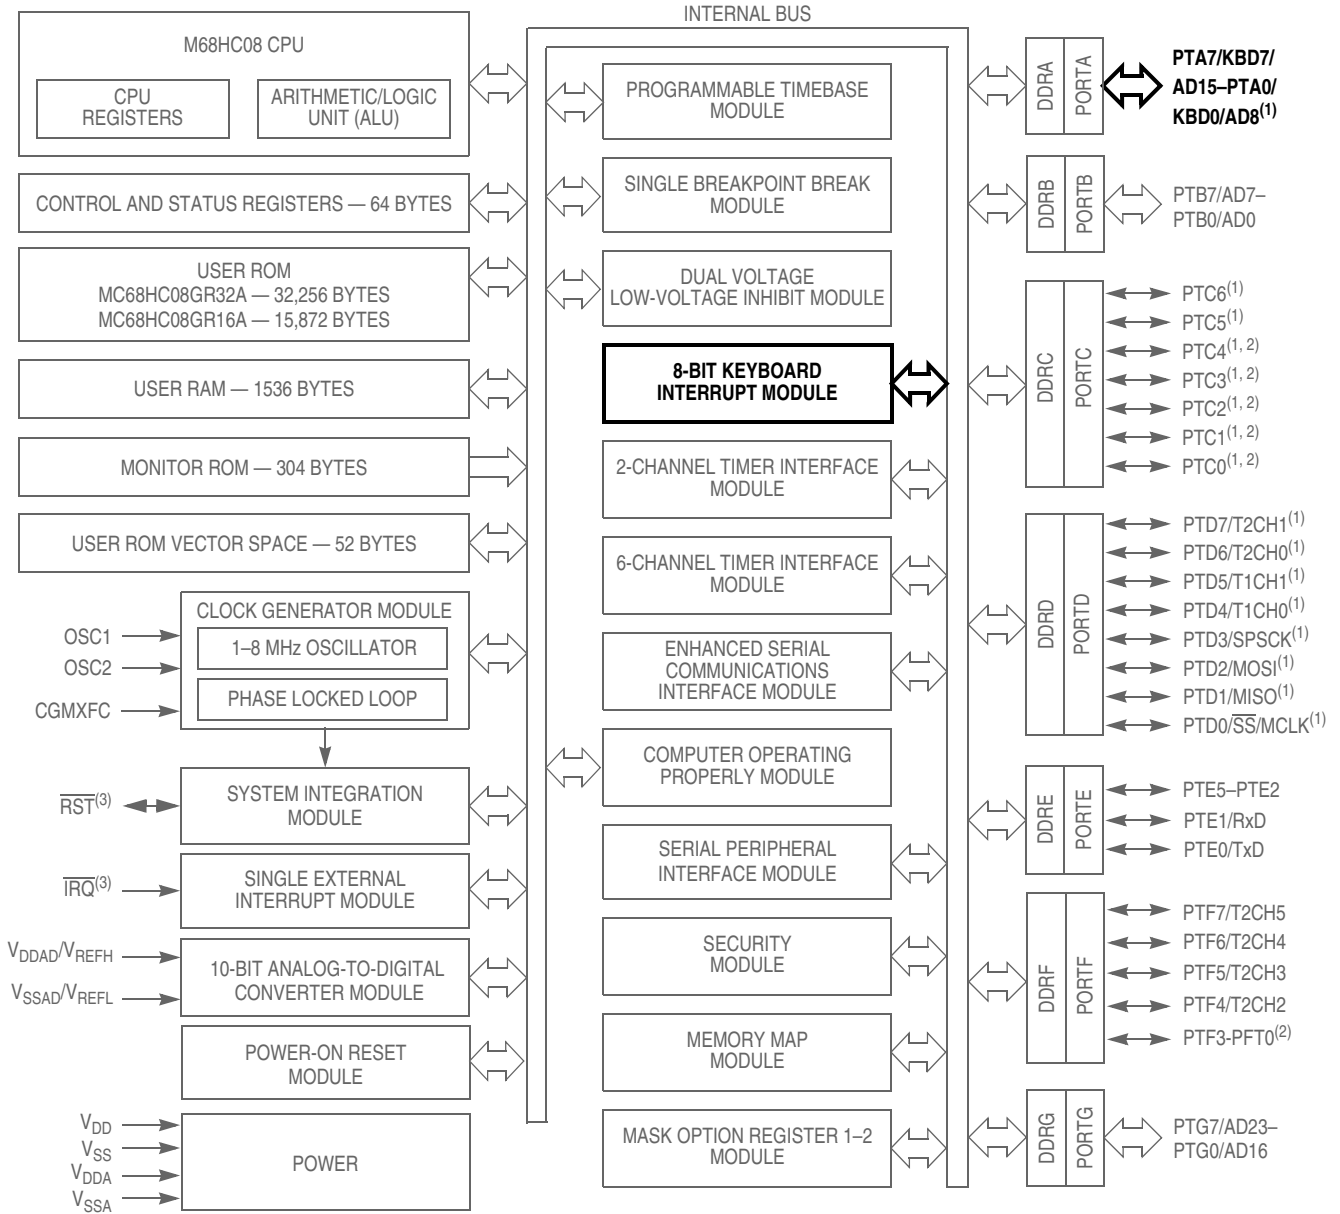 INTERNAL BUS
M68HC08 CPU
CPU
REGISTERS
ARITHMETIC/LOGIC
UNIT (ALU)
CONTROL AND STATUS REGISTERS — 64 BYTES
USER ROM
MC68HC08GR32A — 32,256 BYTES
MC68HC08GR16A — 15,872 BYTES
USER RAM — 1536 BYTES
MONITOR ROM — 304 BYTES
USER ROM VECTOR SPACE — 52 BYTES
OSC1
OSC2
CGMXFC
CLOCK GENERATOR MODULE
1–8 MHz OSCILLATOR
PHASE LOCKED LOOP
RST(3)
SYSTEM INTEGRATION
MODULE
IRQ(3)
SINGLE EXTERNAL
INTERRUPT MODULE
VDDAD/VREFH
VSSAD/VREFL
10-BIT ANALOG-TO-DIGITAL
CONVERTER MODULE
POWER-ON RESET
MODULE
VDD
VSS
VDDA
VSSA
POWER
PROGRAMMABLE TIMEBASE
MODULE
SINGLE BREAKPOINT BREAK
MODULE
DUAL VOLTAGE
LOW-VOLTAGE INHIBIT MODULE
8-BIT KEYBOARD
INTERRUPT MODULE
2-CHANNEL TIMER INTERFACE
MODULE
6-CHANNEL TIMER INTERFACE
MODULE
ENHANCED SERIAL
COMMUNICATIONS
INTERFACE MODULE
COMPUTER OPERATING
PROPERLY MODULE
SERIAL PERIPHERAL
INTERFACE MODULE
SECURITY
MODULE
MEMORY MAP
MODULE
MASK OPTION REGISTER 1–2
MODULE
DDRA
PORTA
PTA7/KBD7/
AD15–PTA0/
KBD0/AD8(1)
DDRB
PORTB
PTB7/AD7–
PTB0/AD0
DDRC
PORTC
PTC6(1)
PTC5(1)
PTC4(1, 2)
PTC3(1, 2)
PTC2(1, 2)
PTC1(1, 2)
PTC0(1, 2)
DDRD
PORTD
PTD7/T2CH1(1)
PTD6/T2CH0(1)
PTD5/T1CH1(1)
PTD4/T1CH0(1)
PTD3/SPSCK(1)
PTD2/MOSI(1)
PTD1/MISO(1)
PTD0/SS/MCLK(1)
DDRE
PORTE
PTE5–PTE2
PTE1/RxD
PTE0/TxD
DDRF
PORTF
PTF7/T2CH5
PTF6/T2CH4
PTF5/T2CH3
PTF4/T2CH2
PTF3-PFT0(2)
DDRG
PORTG
PTG7/AD23–
PTG0/AD16